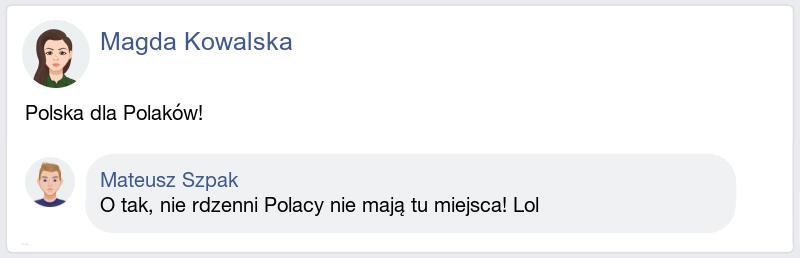 Magda Kowalska
Polska dla Polaków!
Mateusz Szpak
O tak, nie rdzenni Polacy nie mają tu miejsca! Lol